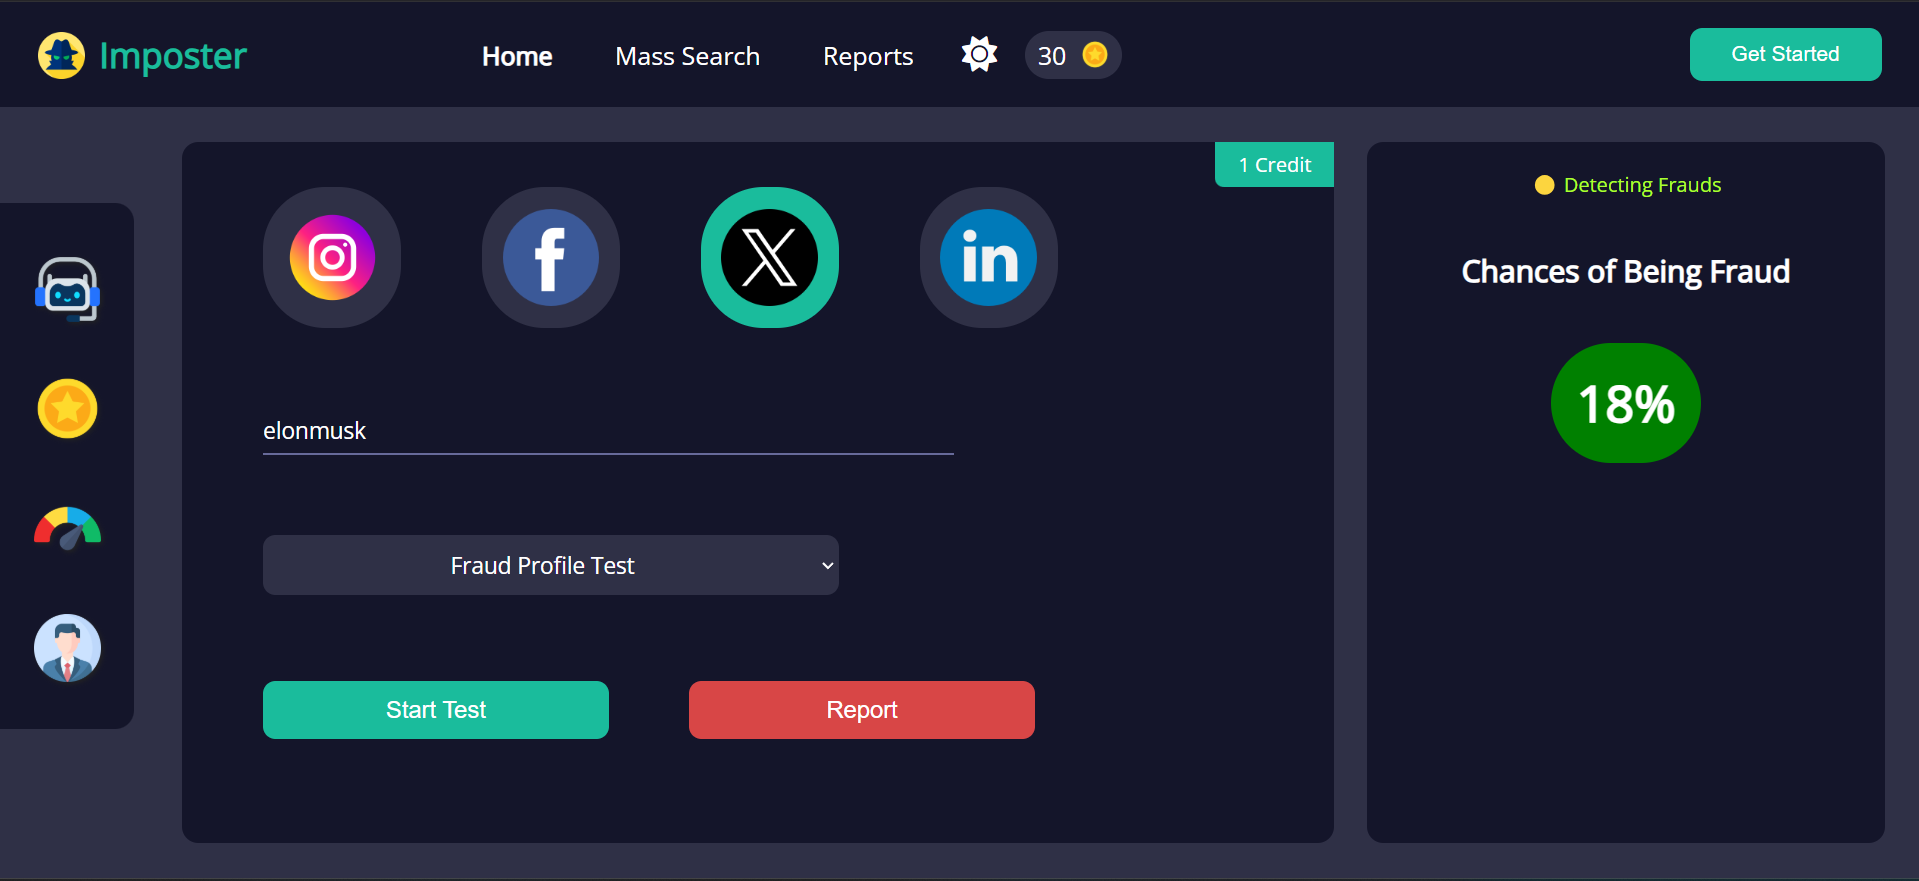 Imposter
Home
Mass Search
Reports
30
Get Started
1 Credit
f
X
in
elonmusk
Fraud Profile Test
Start Test
Report
Detecting Frauds
Chances of Being Fraud
18%